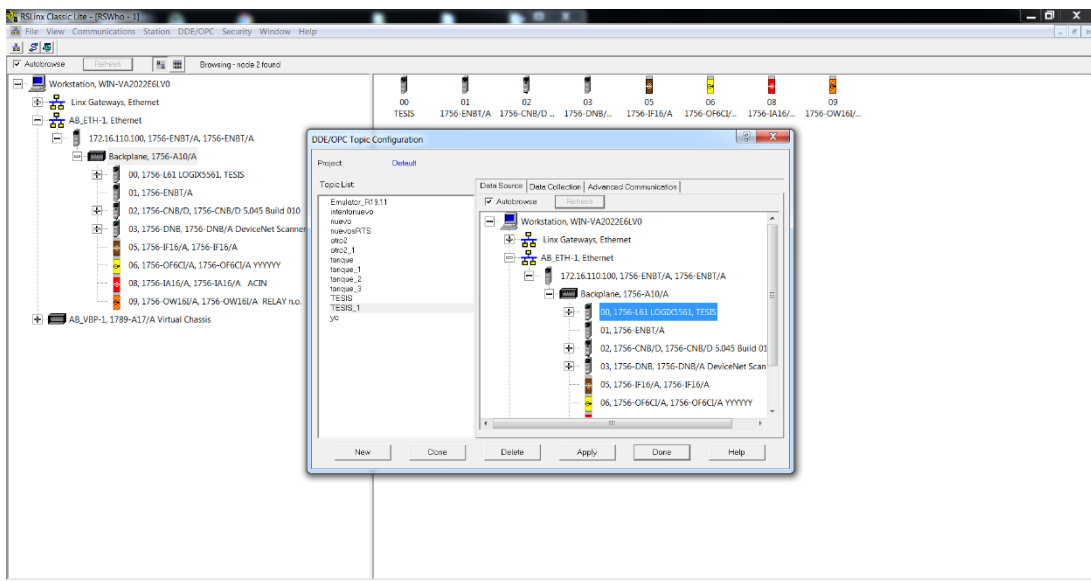 RSLinx Classic Lite - [RSWho - 1]
File View Communications Station DDE/OPC Security Window Help
Autobrowse Refresh Browsing - node 2 found
Workstation, WIN-VA2022E6LV0
Linx Gateways, Ethernet
AB_ETH-1, Ethernet
172.16.110.100, 1756-ENBT/A, 1756-ENBT/A
Backplane, 1756-A10/A
00, 1756-L61 LOGIX5561, TESIS
01, 1756-ENBT/A
02, 1756-CNB/D, 1756-CNB/D 5.045 Build 010
03, 1756-DNB, 1756-DNB/A DeviceNet Scanner
05, 1756-IF16/A, 1756-IF16/A
06, 1756-OF6CI/A, 1756-OF6CI/A YYYYYY
08, 1756-IA16/A, 1756-IA16/A ACIN
09, 1756-OW16I/A, 1756-OW16I/A RELAY n.o.
AB_VBP-1, 1789-A17/A Virtual Chassis
00 01 02 03 05 06 08 09
TESIS 1756-ENBT/A 1756-CNB/D ... 1756-DNB/... 1756-IF16/A 1756-OF6CI/... 1756-IA16/... 1756-OW16I/...
DDE/OPC Topic Configuration
Project: Default
Topic List:
Emulator_R19.11
intentonuevo
nuevo
nuevosRTS
otro2
otro2_1
tanque
tanque_1
tanque_2
tanque_3
TESIS
TESIS_1
yo
Data Source Data Collection Advanced Communication
Autobrowse Refresh
Workstation, WIN-VA2022E6LV0
Linx Gateways, Ethernet
AB_ETH-1, Ethernet
172.16.110.100, 1756-ENBT/A, 1756-ENBT/A
Backplane, 1756-A10/A
00, 1756-L61 LOGIX5561, TESIS
01, 1756-ENBT/A
02, 1756-CNB/D, 1756-CNB/D 5.045 Build 01
03, 1756-DNB, 1756-DNB/A DeviceNet Scan
05, 1756-IF16/A, 1756-IF16/A
06, 1756-OF6CI/A, 1756-OF6CI/A YYYYYY
New Clone Delete Apply Done Help